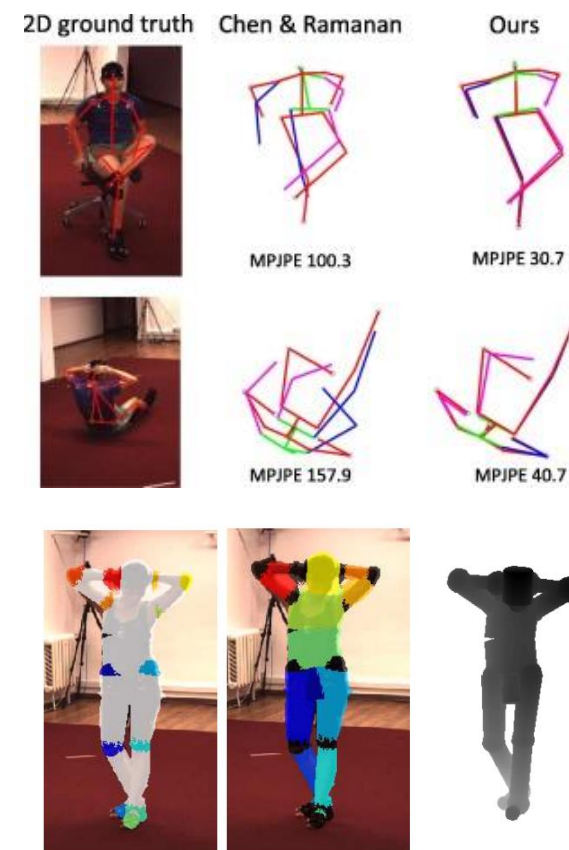 2D ground truth Chen & Ramanan Ours
MPJPE 100.3 MPJPE 30.7
MPJPE 157.9 MPJPE 40.7